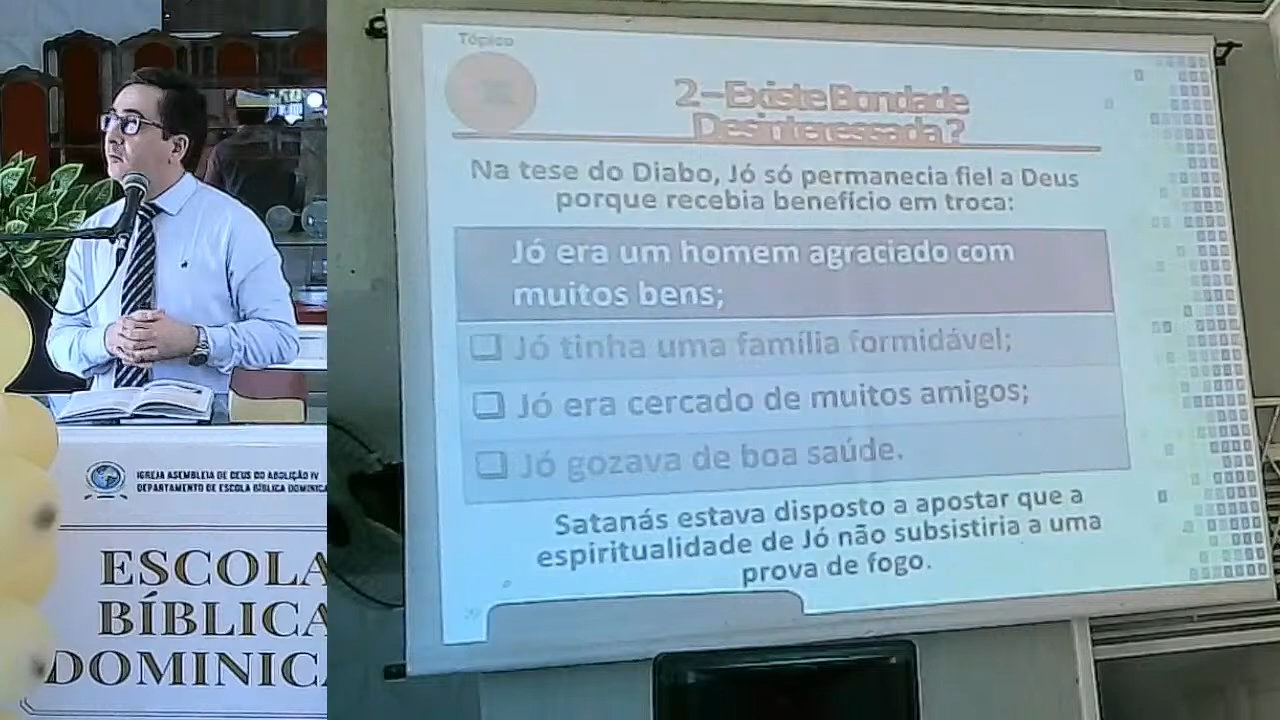 Tópico
2 – Existe Bondade
Desinteressada?
Na tese do Diabo, Jó só permanecia fiel a Deus
porque recebia benefício em troca:
Jó era um homem agraciado com
muitos bens;
Jó tinha uma família formidável;
Jó era cercado de muitos amigos;
Jó gozava de boa saúde.
Satanás estava disposto a apostar que a
espiritualidade de Jó não subsistiria a uma
prova de fogo.
IGREJA ASEMBLEIA DE DEUS DO ABOLIÇÃO IV
DEPARTAMENTO DE ESCOLA BÍBLICA DOMINICA
ESCOLA
BÍBLICA
DOMINICA